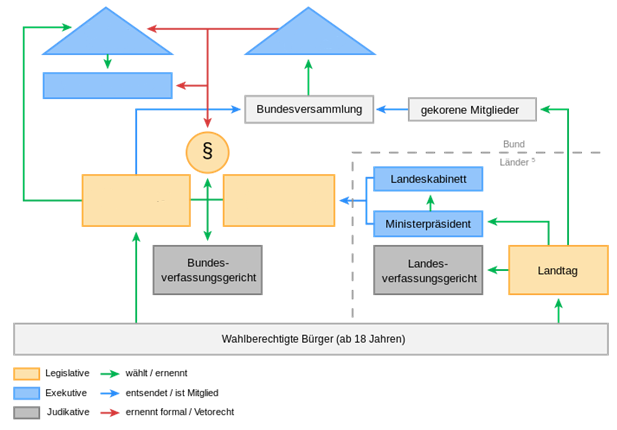 Bundesversammlung
gekorene Mitglieder
§
Bund
Länder 5
Landeskabinett
Ministerpräsident
Bundes-
verfassungsgericht
Landes-
verfassungsgericht
Landtag
Wahlberechtigte Bürger (ab 18 Jahren)
Legislative
wählt / ernennt
Exekutive
entsendet / ist Mitglied
Judikative
ernennt formal / Vetorecht